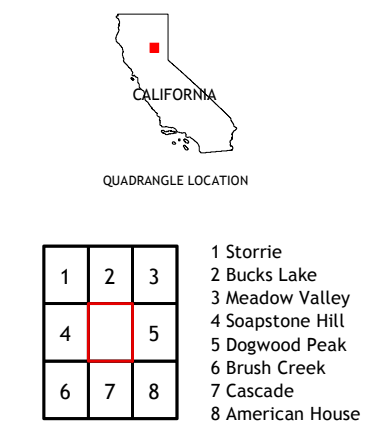 CALIFORNIA
QUADRANGLE LOCATION
1 2 3
4 5
6 7 8
1 Storrie
2 Bucks Lake
3 Meadow Valley
4 Soapstone Hill
5 Dogwood Peak
6 Brush Creek
7 Cascade
8 American House